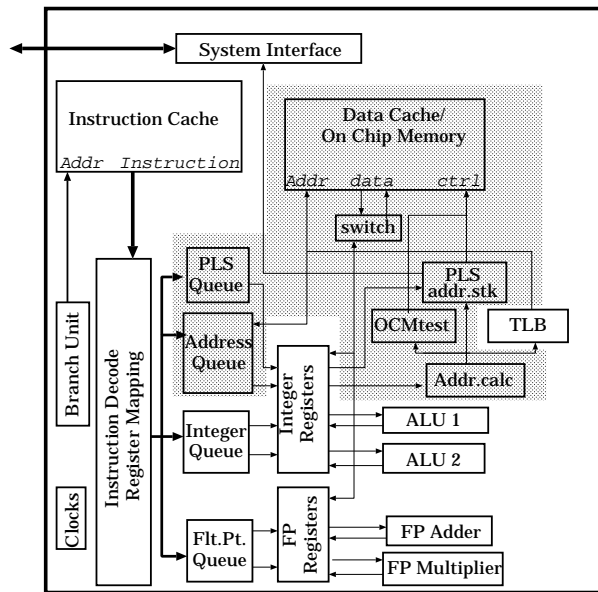 System Interface
Instruction Cache
Addr Instruction
Data Cache/
On Chip Memory
Addr data ctrl
switch
PLS
Queue
PLS
addr.stk
Address
Queue
OCMtest
TLB
Branch Unit
Instruction Decode
Register Mapping
Integer
Registers
Addr.calc
Integer
Queue
ALU 1
ALU 2
Clocks
Flt.Pt.
Queue
FP
Registers
FP Adder
FP Multiplier